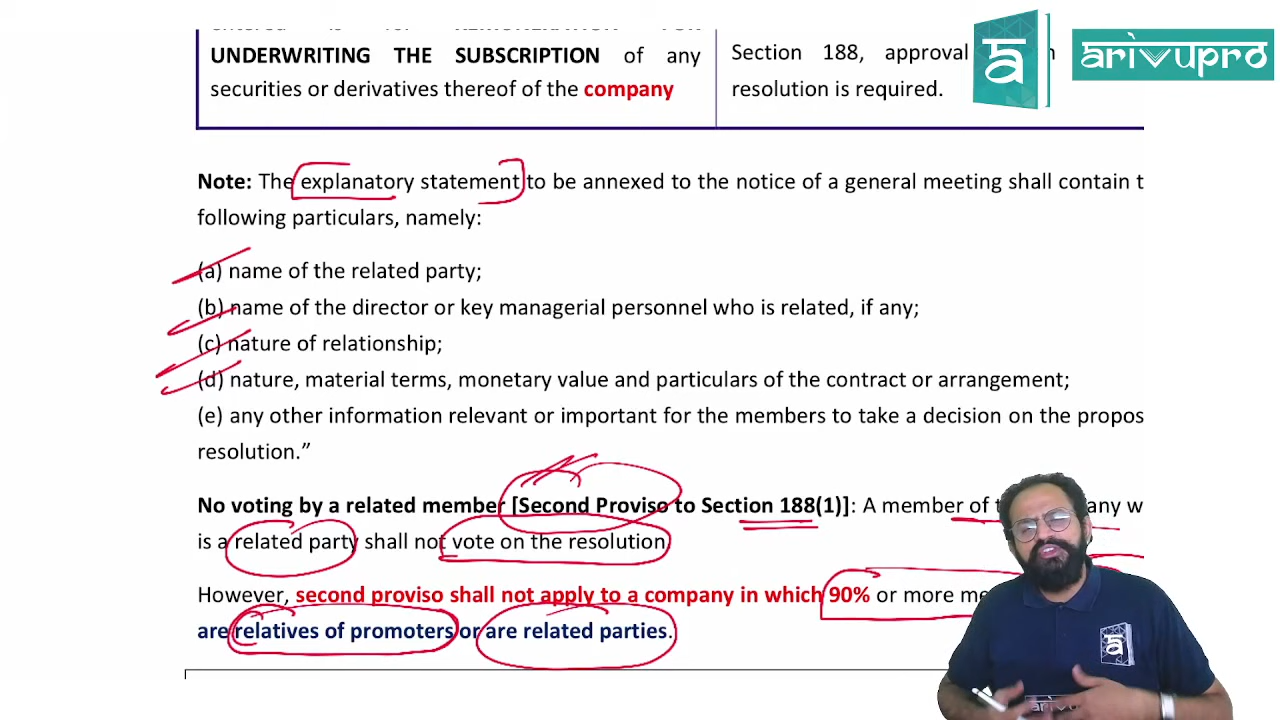 arivupro
UNDERWRITING THE SUBSCRIPTION of any
securities or derivatives thereof of the company
Section 188, approval
resolution is required.
Note: The explanatory statement to be annexed to the notice of a general meeting shall contain t
following particulars, namely:
(a) name of the related party;
(b) name of the director or key managerial personnel who is related, if any;
(c) nature of relationship;
(d) nature, material terms, monetary value and particulars of the contract or arrangement;
(e) any other information relevant or important for the members to take a decision on the propos
resolution.”
No voting by a related member [Second Proviso to Section 188(1)]: A member of t any w
is a related party shall not vote on the resolution.
However, second proviso shall not apply to a company in which 90% or more me
are relatives of promoters or are related parties.
arivupro